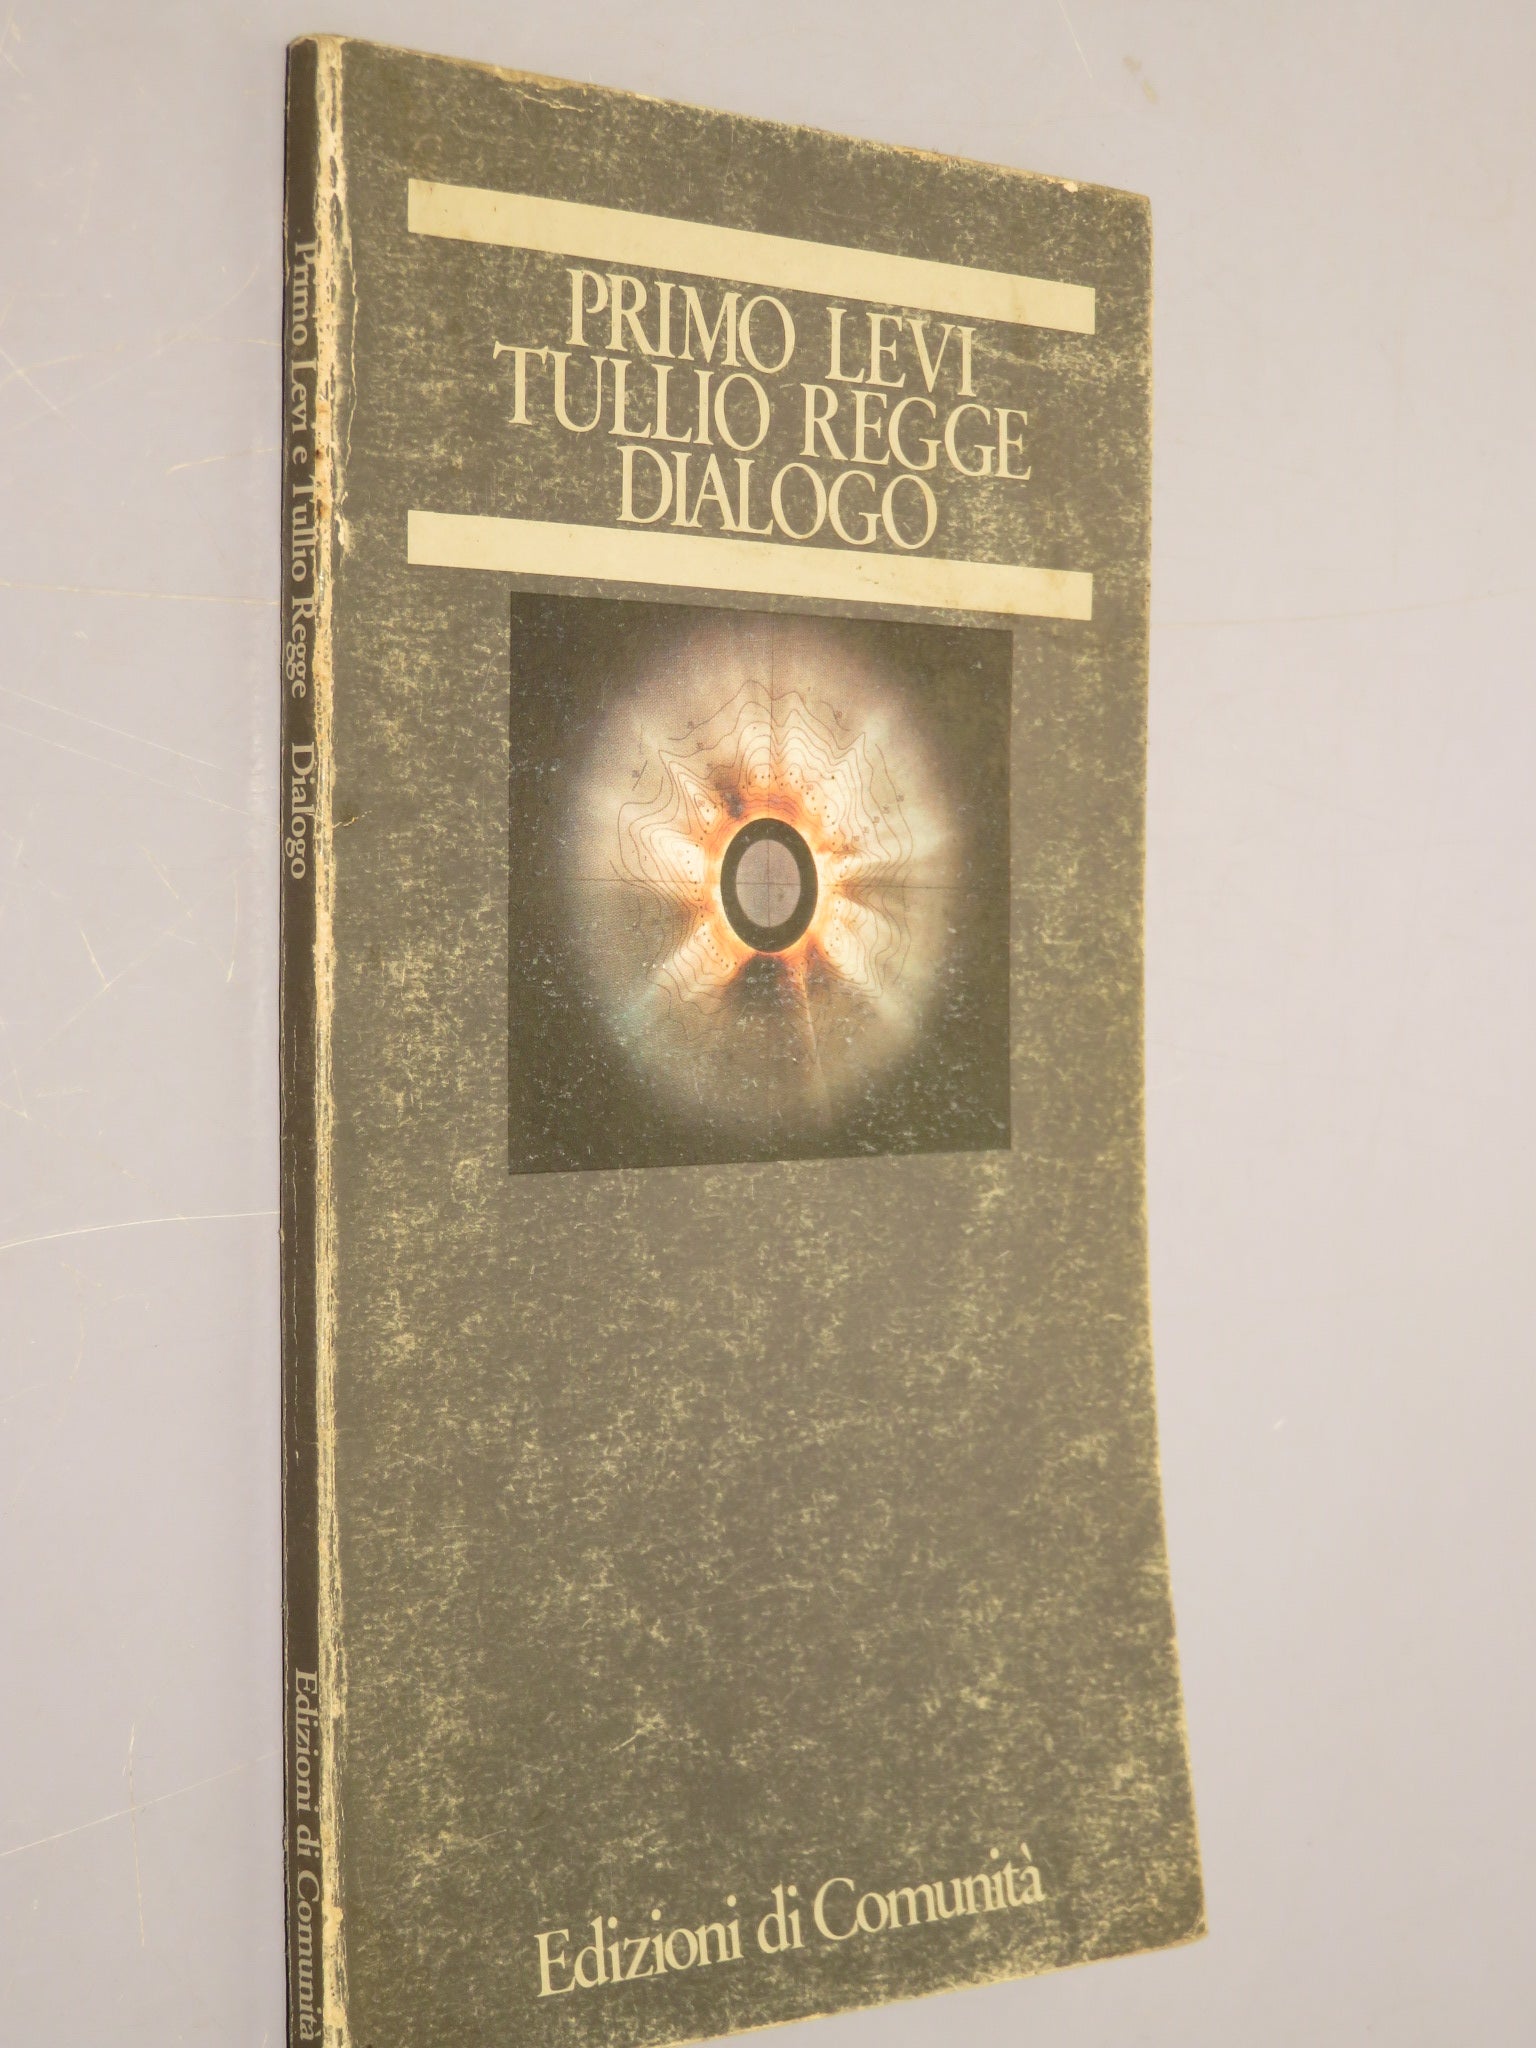 PRIMO LEVI
TULLIO REGGE
DIALOGO
Edizioni di Comunità
Primo Levi e Tullio Regge Dialogo
Edizioni di Comunità